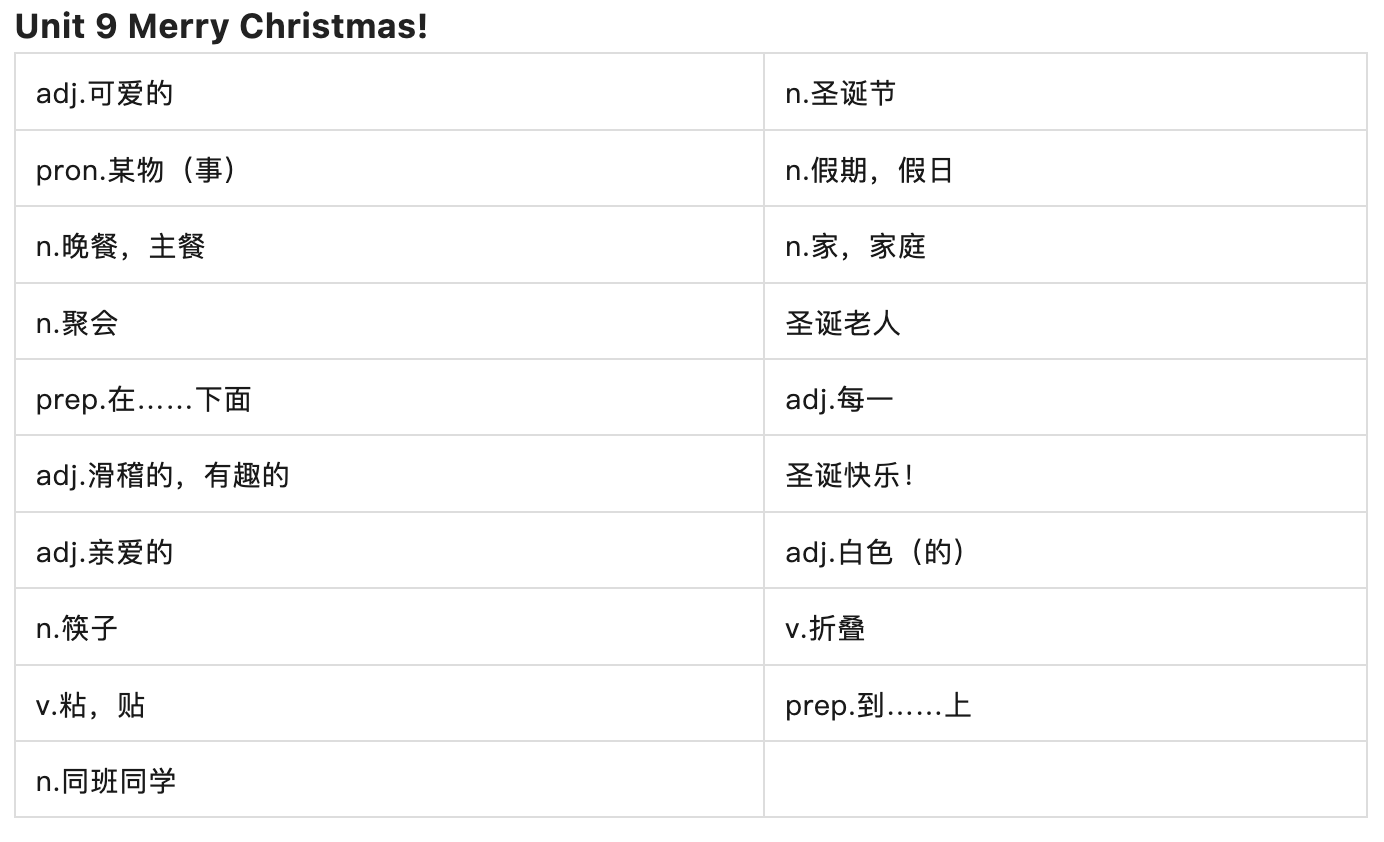 Unit 9 Merry Christmas!
adj.可爱的
n.圣诞节
pron.某物（事）
n.假期，假日
n.晚餐，主餐
n.家，家庭
n.聚会
圣诞老人
prep.在……下面
adj.每一
adj.滑稽的，有趣的
圣诞快乐！
adj.亲爱的
adj.白色（的）
n.筷子
v.折叠
v.粘，贴
prep.到……上
n.同班同学